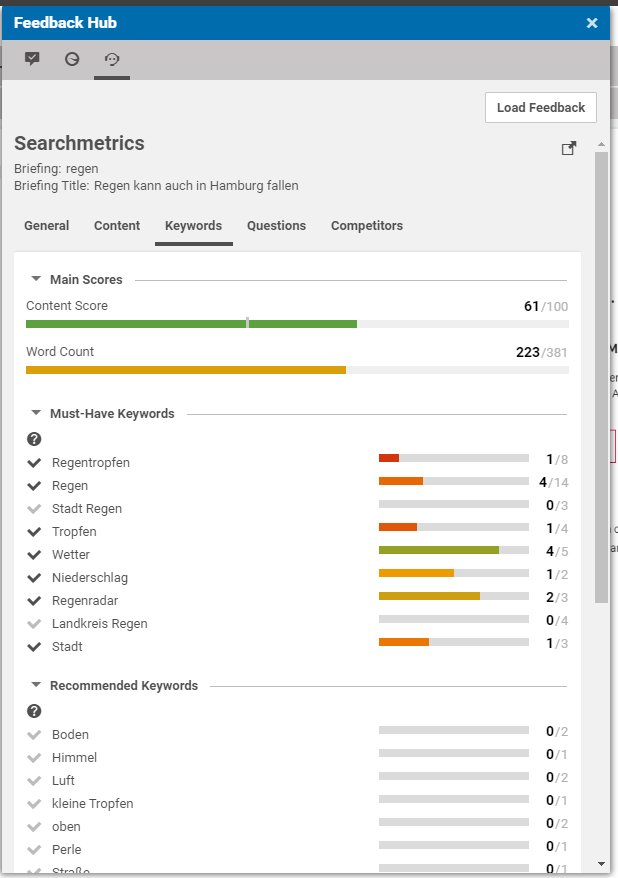 Feedback Hub
Load Feedback
Searchmetrics
Briefing: regen
Briefing Title: Regen kann auch in Hamburg fallen
General Content Keywords Questions Competitors
Main Scores
Content Score 61/100
Word Count 223/381
Must-Have Keywords
Regentropfen 1/8
Regen 4/14
Stadt Regen 0/3
Tropfen 1/4
Wetter 4/5
Niederschlag 1/2
Regenradar 2/3
Landkreis Regen 0/4
Stadt 1/3
Recommended Keywords
Boden 0/2
Himmel 0/1
Luft 0/2
kleine Tropfen 0/1
oben 0/2
Perle 0/1
Straße 0/1